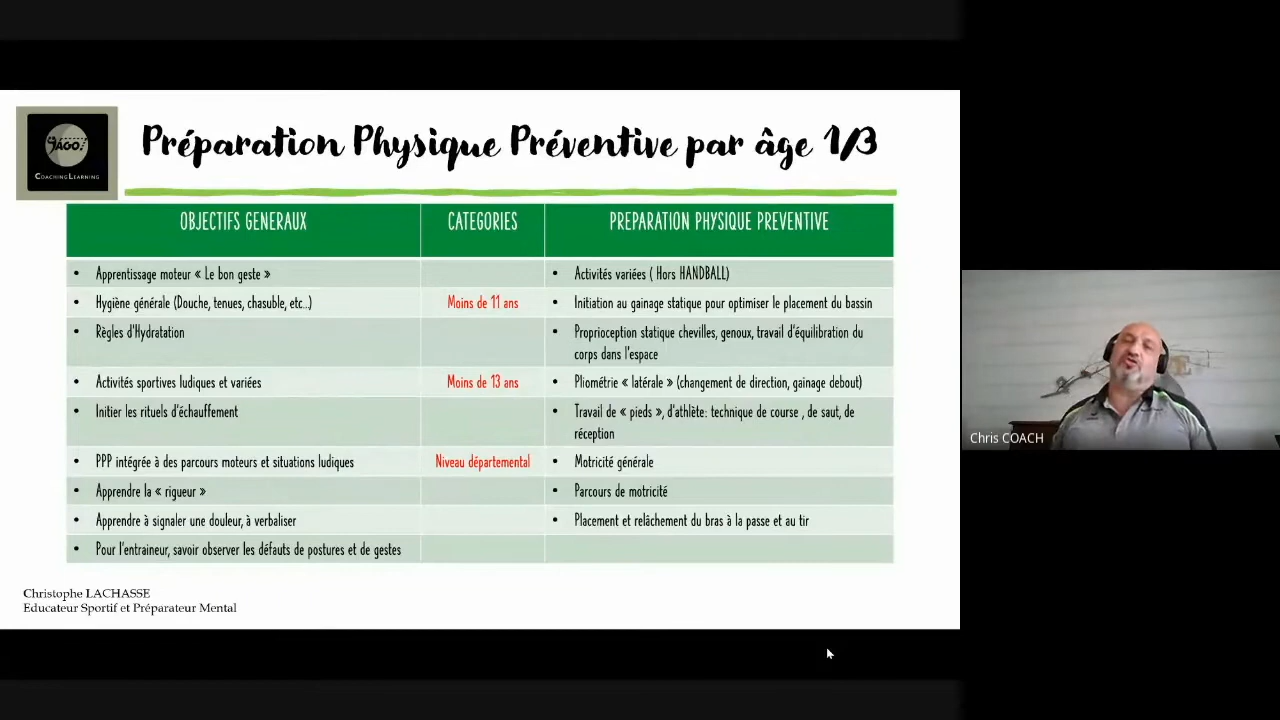 Préparation Physique Préventive par âge 1/3
YAGO!
COACHINGLEARNING
OBJECTIFS GENERAUX
CATEGORIES
PREPARATION PHYSIQUE PREVENTIVE
• Apprentissage moteur « Le bon geste »
• Activités variées ( Hors HANDBALL)
• Hygiène générale (Douche, tenues, chasuble, etc..)
Moins de 11 ans
• Initiation au gainage statique pour optimiser le placement du bassin
• Règles d'Hydratation
• Proprioception statique chevilles, genoux, travail d'équilibration du
corps dans l'espace
• Activités sportives ludiques et variées
Moins de 13 ans
• Pliométrie « latérale » (changement de direction, gainage debout)
• Initier les rituels d'échauffement
• Travail de « pieds », d'athlète: technique de course , de saut, de
réception
• PPP intégrée à des parcours moteurs et situations ludiques
Niveau départemental
• Motricité générale
• Apprendre la « rigueur »
• Parcours de motricité
• Apprendre à signaler une douleur, à verbaliser
• Placement et relâchement du bras à la passe et au tir
• Pour l'entraineur, savoir observer les défauts de postures et de gestes
Christophe LACHASSE
Educateur Sportif et Préparateur Mental
Chris COACH